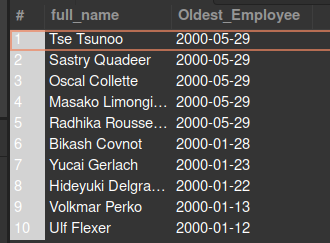 # full_name Oldest_Employee
1 Tse Tsunoo 2000-05-29
2 Sastry Quadeer 2000-05-29
3 Oscal Collette 2000-05-29
4 Masako Limongi... 2000-05-29
5 Radhika Rousse... 2000-05-29
6 Bikash Covnot 2000-01-28
7 Yucai Gerlach 2000-01-23
8 Hideyuki Delgra... 2000-01-22
9 Volkmar Perko 2000-01-13
10 Ulf Flexer 2000-01-12